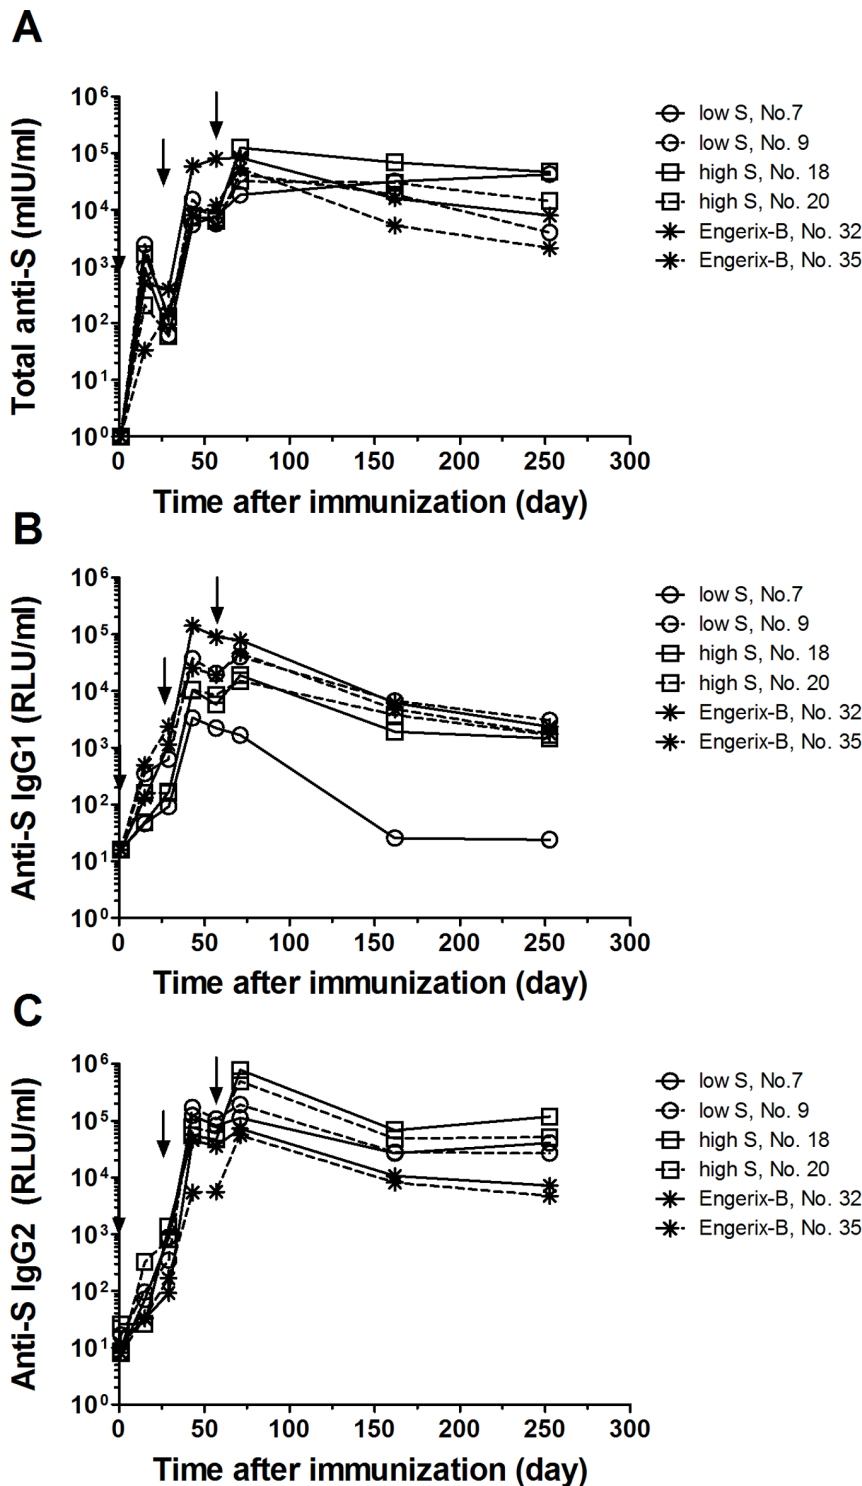 A
Total anti-S (mIU/ml)
10⁶
10⁵
10⁴
10³
10²
10¹
10⁰
0 50 100 150 200 250 300
Time after immunization (day)
low S, No.7
low S, No. 9
high S, No. 18
high S, No. 20
Engerix-B, No. 32
Engerix-B, No. 35
B
Anti-S IgG1 (RLU/ml)
10⁶
10⁵
10⁴
10³
10²
10¹
10⁰
0 50 100 150 200 250 300
Time after immunization (day)
low S, No.7
low S, No. 9
high S, No. 18
high S, No. 20
Engerix-B, No. 32
Engerix-B, No. 35
C
Anti-S IgG2 (RLU/ml)
10⁶
10⁵
10⁴
10³
10²
10¹
10⁰
0 50 100 150 200 250 300
Time after immunization (day)
low S, No.7
low S, No. 9
high S, No. 18
high S, No. 20
Engerix-B, No. 32
Engerix-B, No. 35